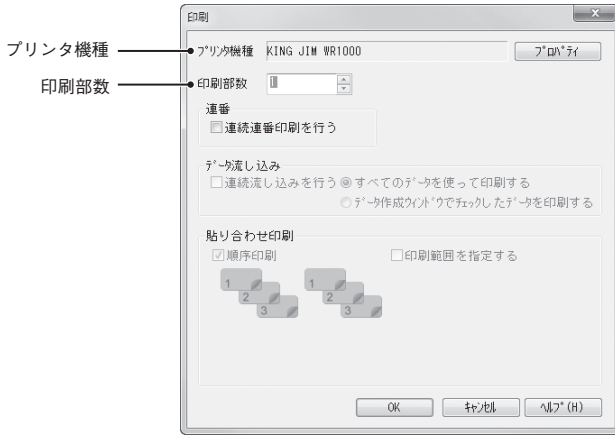 印刷
プリンタ機種
ﾌﾟﾘﾝﾀ機種 KING JIM WR1000 ﾌﾟﾛﾊﾟﾃｨ
印刷部数
印刷部数 1
連番
連続連番印刷を行う
ﾃﾞｰﾀ流し込み
連続流し込みを行う すべてのﾃﾞｰﾀを使って印刷する
ﾃﾞｰﾀ作成ｳｨﾝﾄﾞｳでﾁｪｯｸしたﾃﾞｰﾀを印刷する
貼り合わせ印刷
順序印刷 印刷範囲を指定する
1 1
2 2
3 3
OK ｷｬﾝｾﾙ ﾍﾙﾌﾟ(H)